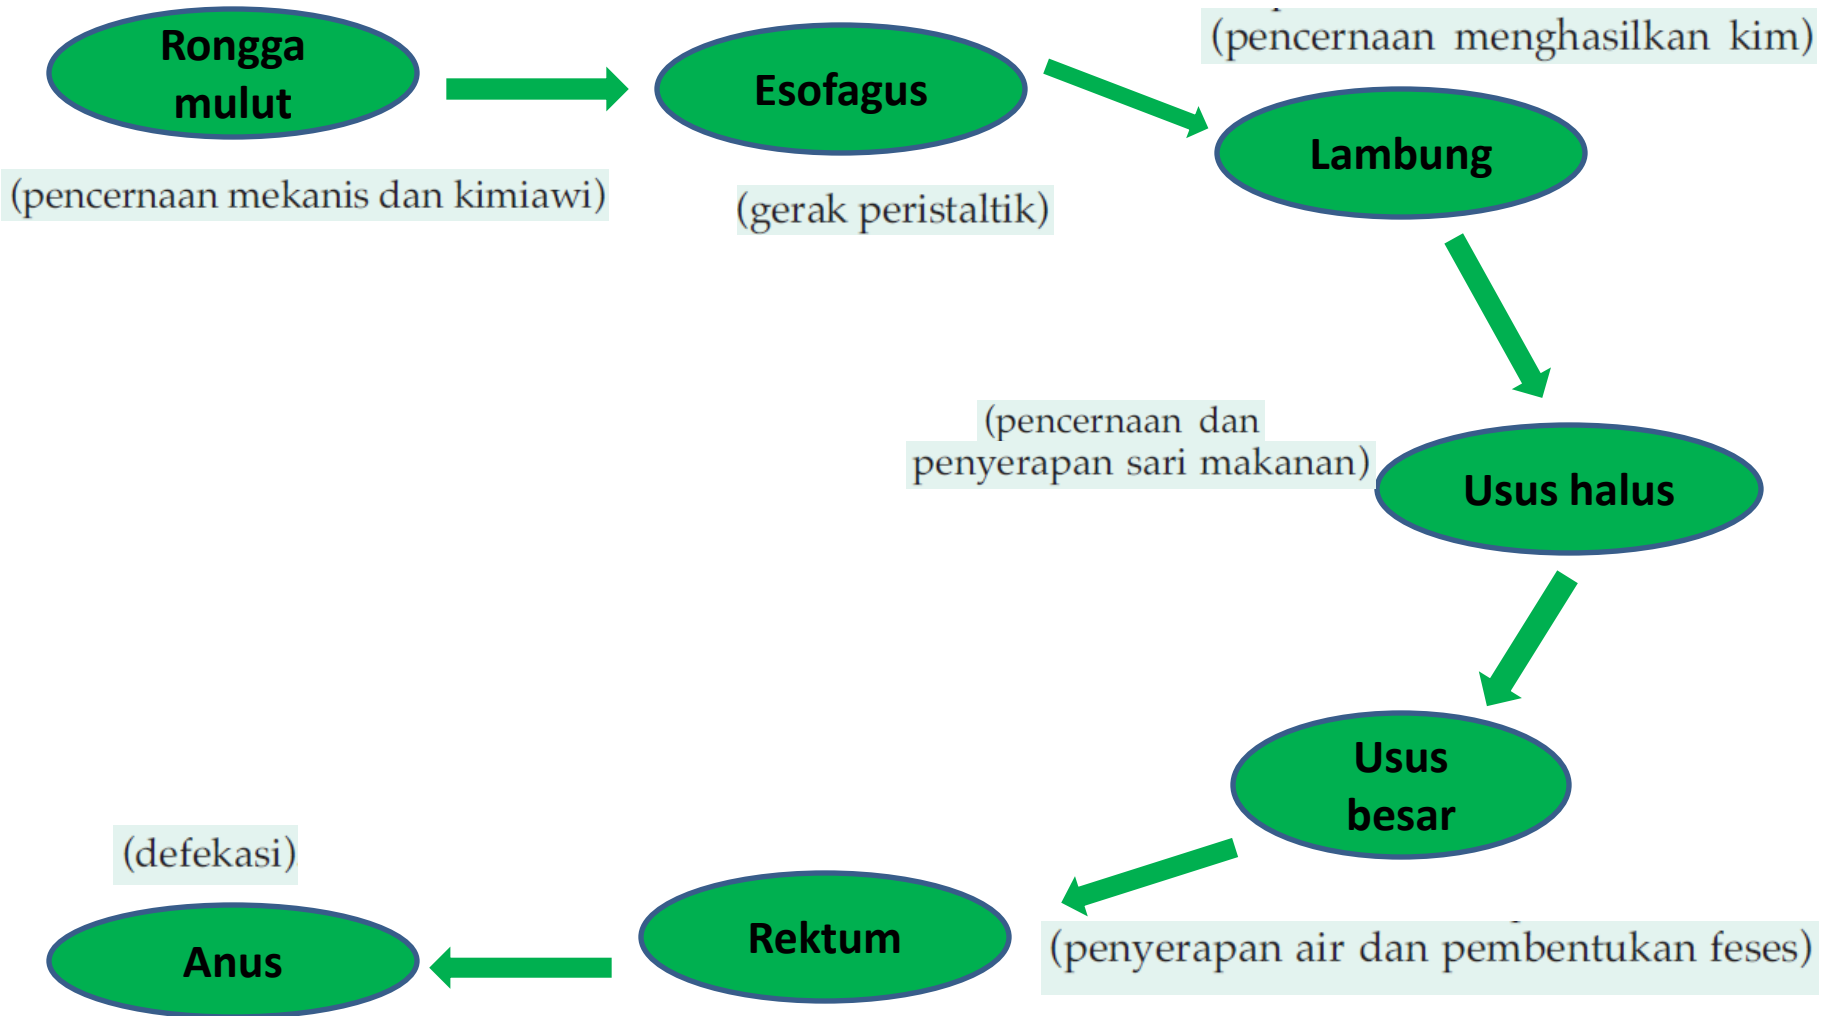 Rongga
mulut
(pencernaan mekanis dan kimiawi)
Esofagus
(gerak peristaltik)
(pencernaan menghasilkan kim)
Lambung
(pencernaan dan
penyerapan sari makanan)
Usus halus
Usus
besar
(penyerapan air dan pembentukan feses)
Rektum
(defekasi)
Anus